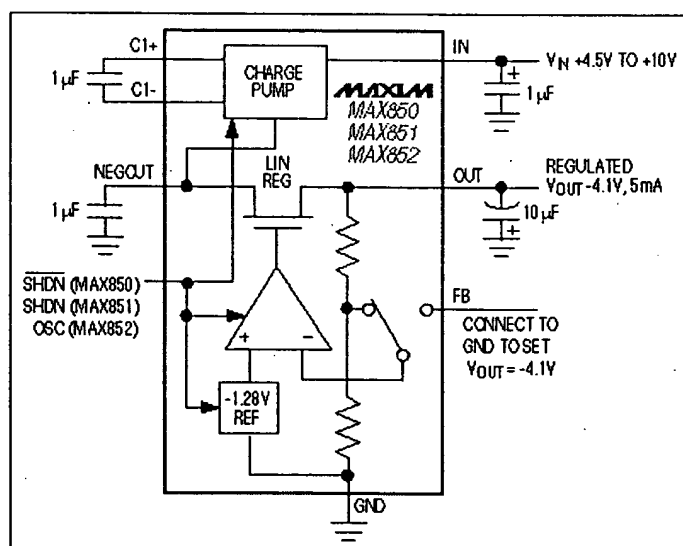 C1+
C1-
1 µF
CHARGE
PUMP
IN
VIN +4.5V TO +10V
+
1 µF
MAXIM
MAX850
MAX851
MAX852
NEGOUT
LIN
REG
OUT
REGULATED
VOUT -4.1V, 5mA
1 µF
10 µF
+
SHDN (MAX850)
SHDN (MAX851)
OSC (MAX852)
+
-
FB
CONNECT TO
GND TO SET
VOUT = -4.1V
-1.28V
REF
GND